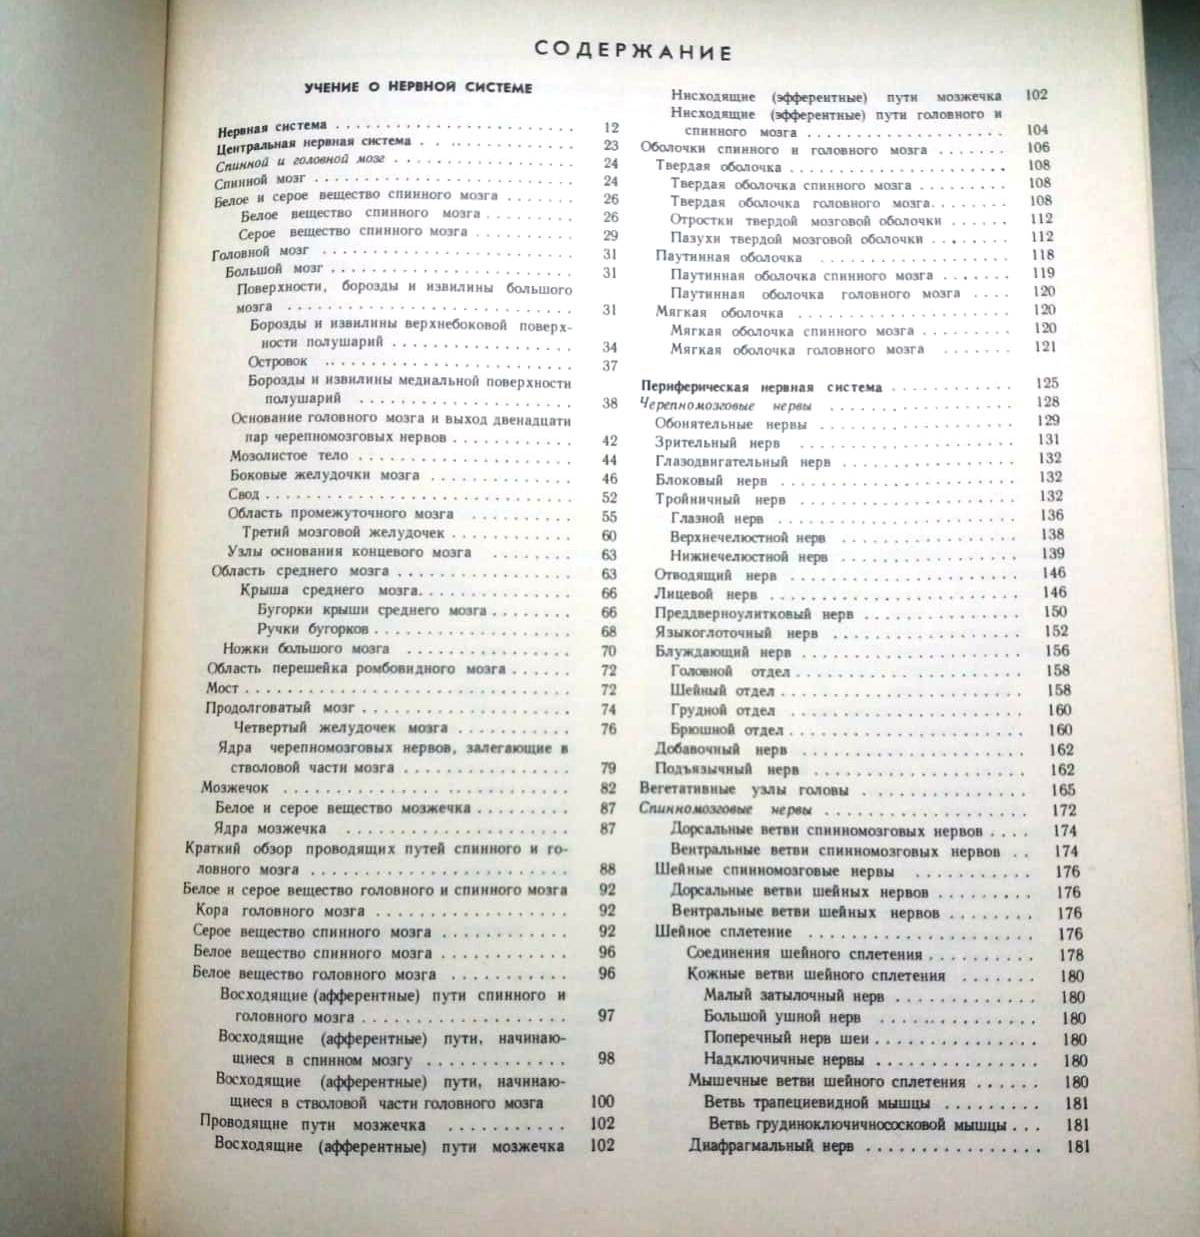 СОДЕРЖАНИЕ
УЧЕНИЕ О НЕРВНОЙ СИСТЕМЕ
Нервная система . . . 12
Центральная нервная система . . . 23
Спинной и головной мозг . . . 24
Спинной мозг . . . 24
Белое и серое вещество спинного мозга . . . 26
Белое вещество спинного мозга . . . 26
Серое вещество спинного мозга . . . 29
Головной мозг . . . 31
Большой мозг . . . 31
Поверхности, борозды и извилины большого
мозга . . . 31
Борозды и извилины верхнебоковой поверх-
ности полушарий . . . 34
Островок . . . 37
Борозды и извилины медиальной поверхности
полушарий . . . 38
Основание головного мозга и выход двенадцати
пар черепномозговых нервов . . . 42
Мозолистое тело . . . 44
Боковые желудочки мозга . . . 46
Свод . . . 52
Область промежуточного мозга . . . 55
Третий мозговой желудочек . . . 60
Узлы основания концевого мозга . . . 63
Область среднего мозга . . . 63
Крыша среднего мозга . . . 66
Бугорки крыши среднего мозга . . . 66
Ручки бугорков . . . 68
Ножки большого мозга . . . 70
Область перешейка ромбовидного мозга . . . 72
Мост . . . 72
Продолговатый мозг . . . 74
Четвертый желудочек мозга . . . 76
Ядра черепномозговых нервов, залегающие в
стволовой части мозга . . . 79
Мозжечок . . . 82
Белое и серое вещество мозжечка . . . 87
Ядра мозжечка . . . 87
Краткий обзор проводящих путей спинного и го-
ловного мозга . . . 88
Белое и серое вещество головного и спинного мозга 92
Кора головного мозга . . . 92
Серое вещество спинного мозга . . . 92
Белое вещество спинного мозга . . . 96
Белое вещество головного мозга . . . 96
Восходящие (афферентные) пути спинного и
головного мозга . . . 97
Восходящие (афферентные) пути, начинаю-
щиеся в спинном мозгу . . . 98
Восходящие (афферентные) пути, начинаю-
щиеся в стволовой части головного мозга 100
Проводящие пути мозжечка . . . 102
Восходящие (афферентные) пути мозжечка 102
Нисходящие (эфферентные) пути мозжечка 102
Нисходящие (эфферентные) пути головного и
спинного мозга . . . 104
Оболочки спинного и головного мозга . . . 106
Твердая оболочка . . . 108
Твердая оболочка спинного мозга . . . 108
Твердая оболочка головного мозга . . . 108
Отростки твердой мозговой оболочки . . . 112
Пазухи твердой мозговой оболочки . . . 112
Паутинная оболочка . . . 118
Паутинная оболочка спинного мозга . . . 119
Паутинная оболочка головного мозга . . . 120
Мягкая оболочка . . . 120
Мягкая оболочка спинного мозга . . . 120
Мягкая оболочка головного мозга . . . 121
Периферическая нервная система . . . 125
Черепномозговые нервы . . . 128
Обонятельные нервы . . . 129
Зрительный нерв . . . 131
Глазодвигательный нерв . . . 132
Блоковый нерв . . . 132
Тройничный нерв . . . 132
Глазной нерв . . . 136
Верхнечелюстной нерв . . . 138
Нижнечелюстной нерв . . . 139
Отводящий нерв . . . 146
Лицевой нерв . . . 146
Преддверноулитковый нерв . . . 150
Языкоглоточный нерв . . . 152
Блуждающий нерв . . . 156
Головной отдел . . . 158
Шейный отдел . . . 158
Грудной отдел . . . 160
Брюшной отдел . . . 160
Добавочный нерв . . . 162
Подъязычный нерв . . . 162
Вегетативные узлы головы . . . 165
Спинномозговые нервы . . . 172
Дорсальные ветви спинномозговых нервов . . . 174
Вентральные ветви спинномозговых нервов . . 174
Шейные спинномозговые нервы . . . 176
Дорсальные ветви шейных нервов . . . 176
Вентральные ветви шейных нервов . . . 176
Шейное сплетение . . . 176
Соединения шейного сплетения . . . 178
Кожные ветви шейного сплетения . . . 180
Малый затылочный нерв . . . 180
Большой ушной нерв . . . 180
Поперечный нерв шеи . . . 180
Надключичные нервы . . . 180
Мышечные ветви шейного сплетения . . . 180
Ветвь трапециевидной мышцы . . . 181
Ветвь грудиноключичнососковой мышцы . . . 181
Диафрагмальный нерв . . . 181